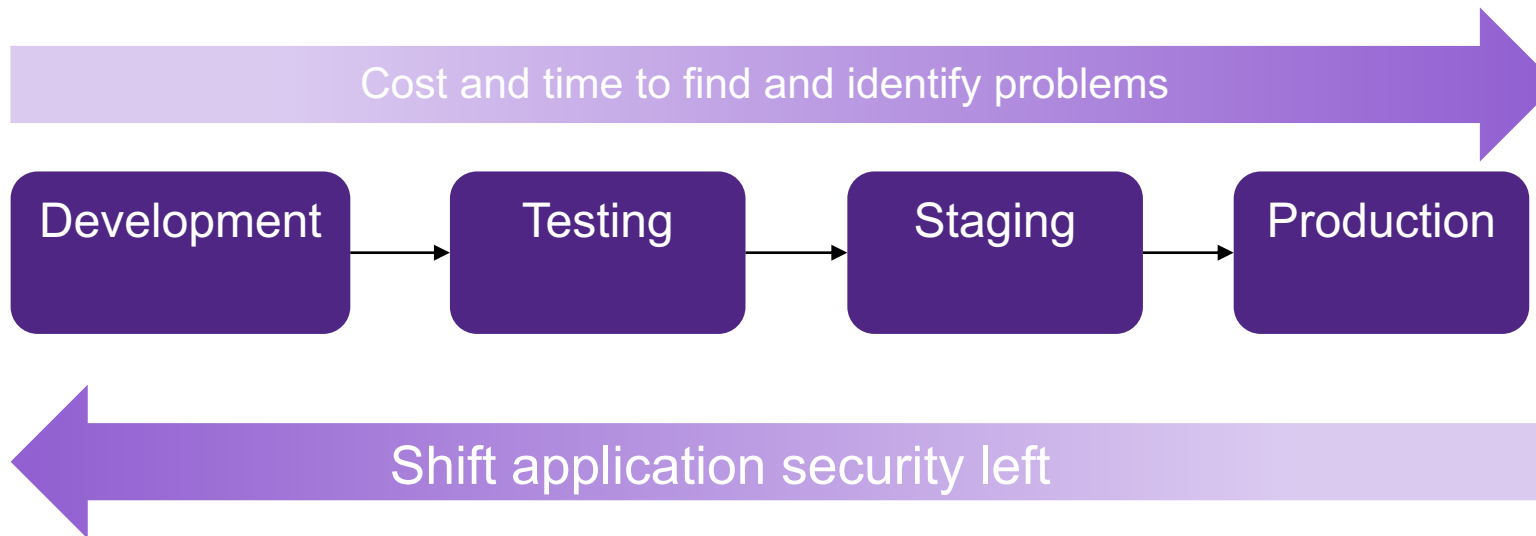 Cost and time to find and identify problems
Development
Testing
Staging
Production
Shift application security left